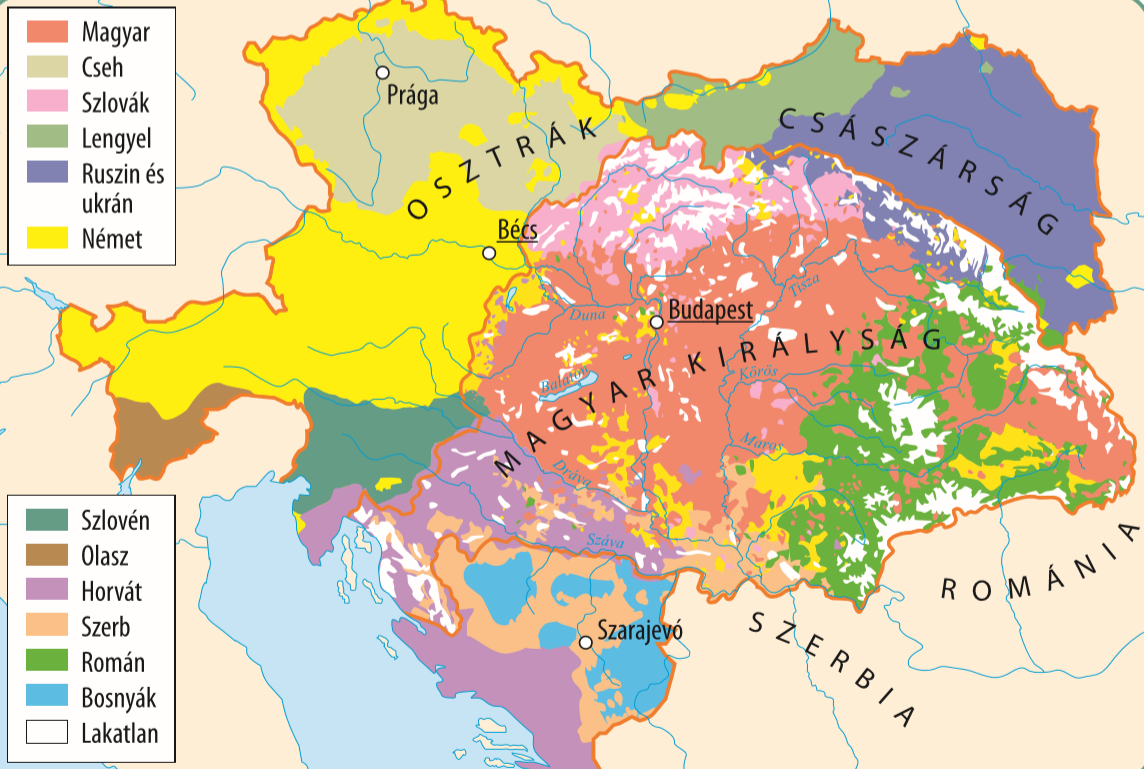 Magyar
Cseh
Szlovák
Lengyel
Ruszin és
ukrán
Német
Prága
OSZTRÁK
CSÁSZÁRSÁG
Bécs
Tisza
Duna
Budapest
MAGYAR KIRÁLYSÁG
Balaton
Körös
Maros
Dráva
Száva
Szarajevó
ROMÁNIA
SZERBIA
Szlovén
Olasz
Horvát
Szerb
Román
Bosnyák
Lakatlan